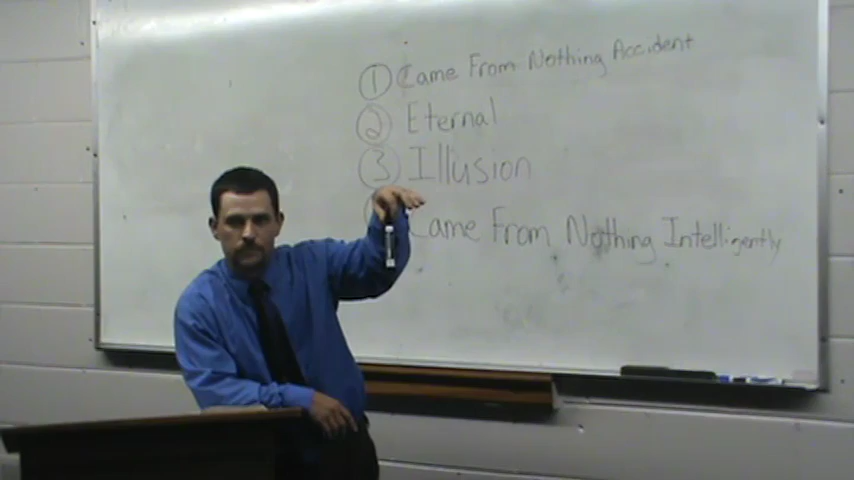 ① Came From Nothing Accident
② Eternal
③ Illusion
Came From Nothing Intelligently